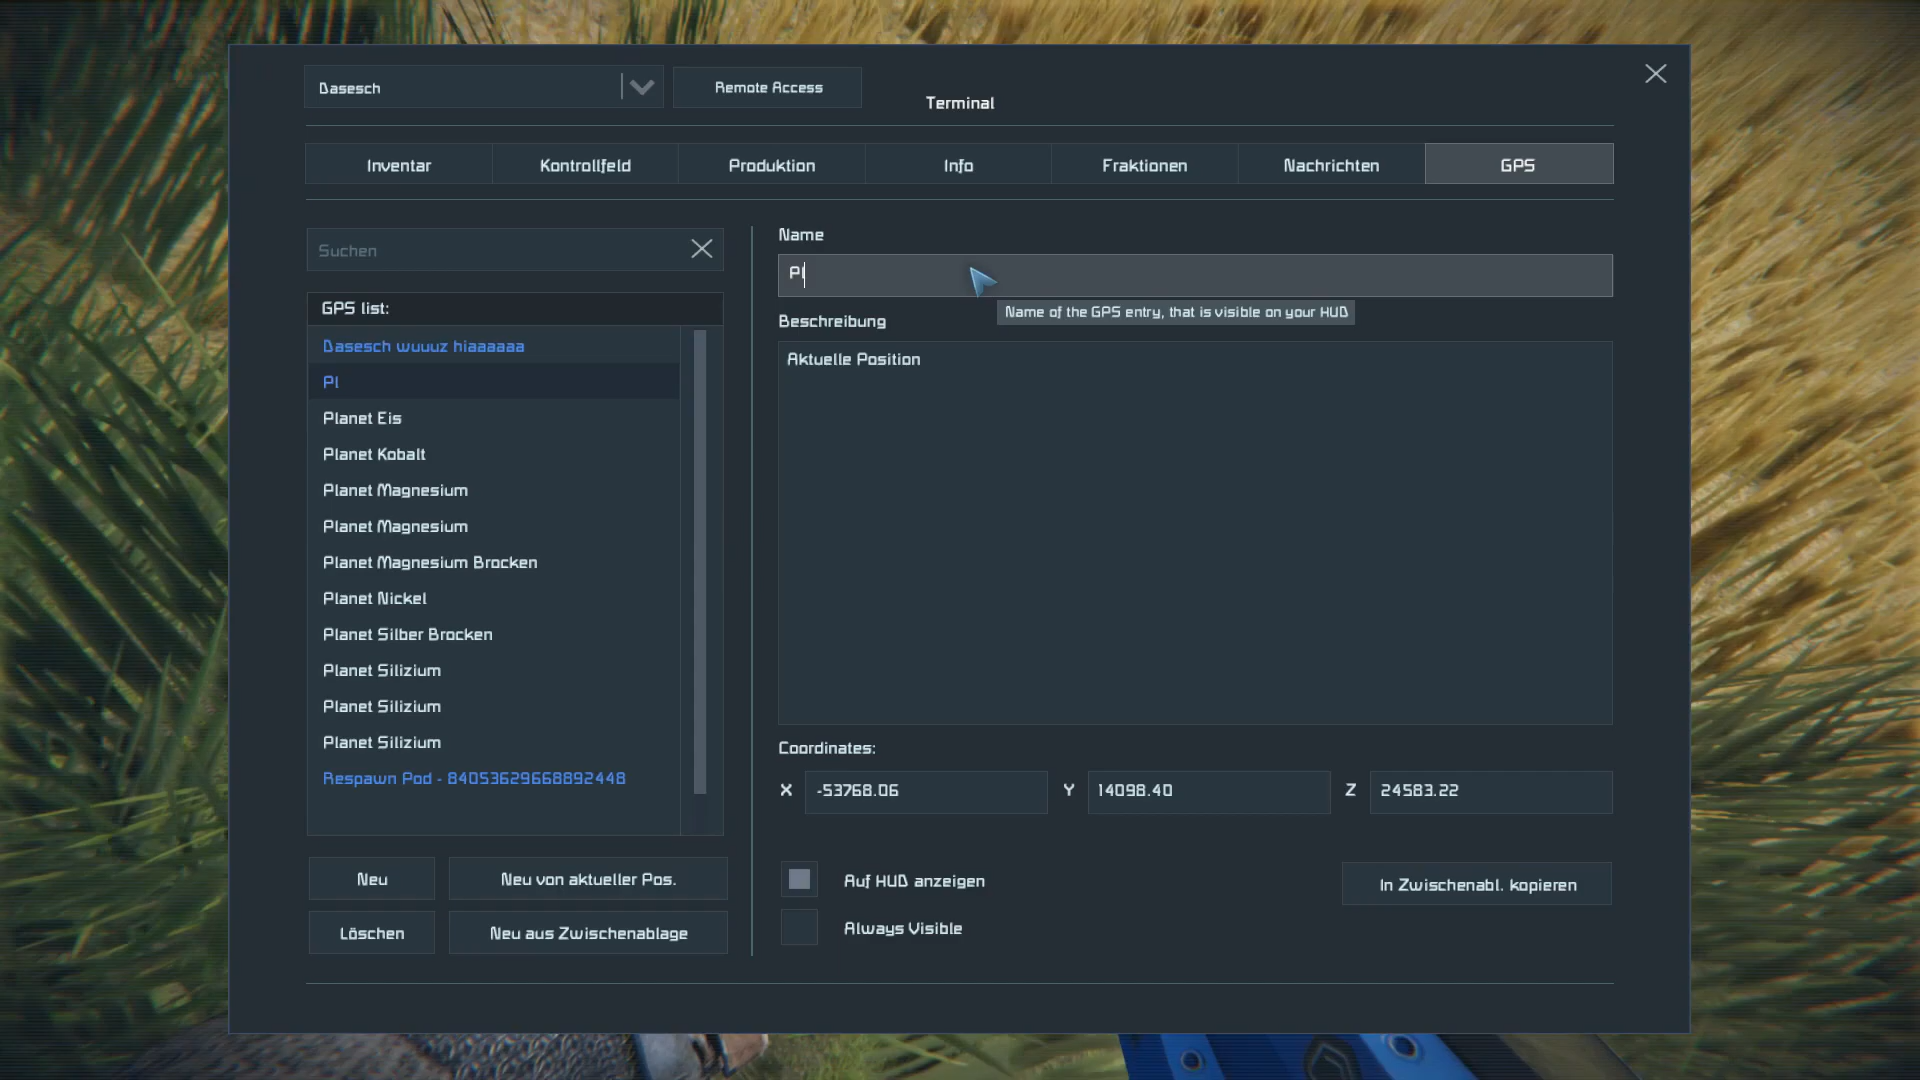 Dasesch
Remote Access
Terminal
Inventar
Kontrollfeld
Produktion
Info
Fraktionen
Nachrichten
GPS
Suchen
GPS list:
Dasesch wuuuz hiaaaaaa
Pl
Planet Eis
Planet Kobalt
Planet Magnesium
Planet Magnesium
Planet Magnesium Brocken
Planet Nickel
Planet Silber Brocken
Planet Silizium
Planet Silizium
Planet Silizium
Respawn Pod - 84053629668892448
Neu
Neu von aktueller Pos.
Löschen
Neu aus Zwischenablage
Name
Pl
Name of the GPS entry, that is visible on your HUD
Beschreibung
Aktuelle Position
Coordinates:
X -53768.06 Y 14098.40 Z 24583.22
Auf HUD anzeigen
Always Visible
In Zwischenabl. kopieren